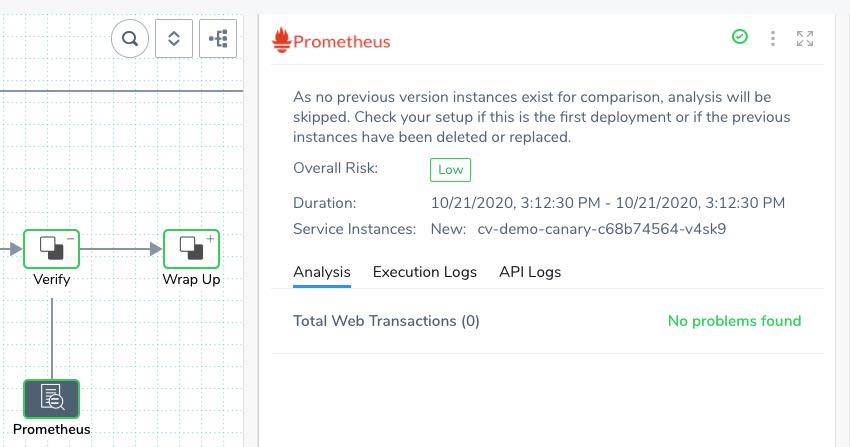 Prometheus
As no previous version instances exist for comparison, analysis will be
skipped. Check your setup if this is the first deployment or if the previous
instances have been deleted or replaced.
Overall Risk: Low
Duration: 10/21/2020, 3:12:30 PM - 10/21/2020, 3:12:30 PM
Service Instances: New: cv-demo-canary-c68b74564-v4sk9
Analysis Execution Logs API Logs
Total Web Transactions (0) No problems found
Verify
Wrap Up
Prometheus